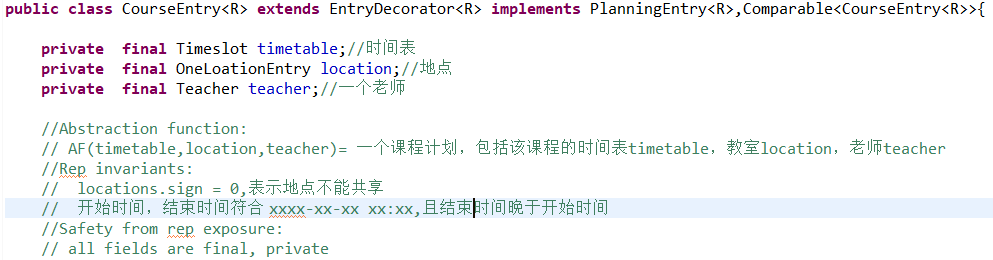 public class CourseEntry<R> extends EntryDecorator<R> implements PlanningEntry<R>,Comparable<CourseEntry<R>>{
private  final Timeslot timetable;//时间表
private  final OneLoationEntry location;//地点
private  final Teacher teacher;//一个老师
//Abstraction function:
// AF(timetable,location,teacher)= 一个课程计划，包括该课程的时间表timetable，教室location，老师teacher
//Rep invariants:
//  locations.sign = 0,表示地点不能共享
//  开始时间，结束时间符合 xxxx-xx-xx xx:xx,且结束时间晚于开始时间
//Safety from rep exposure:
// all fields are final, private